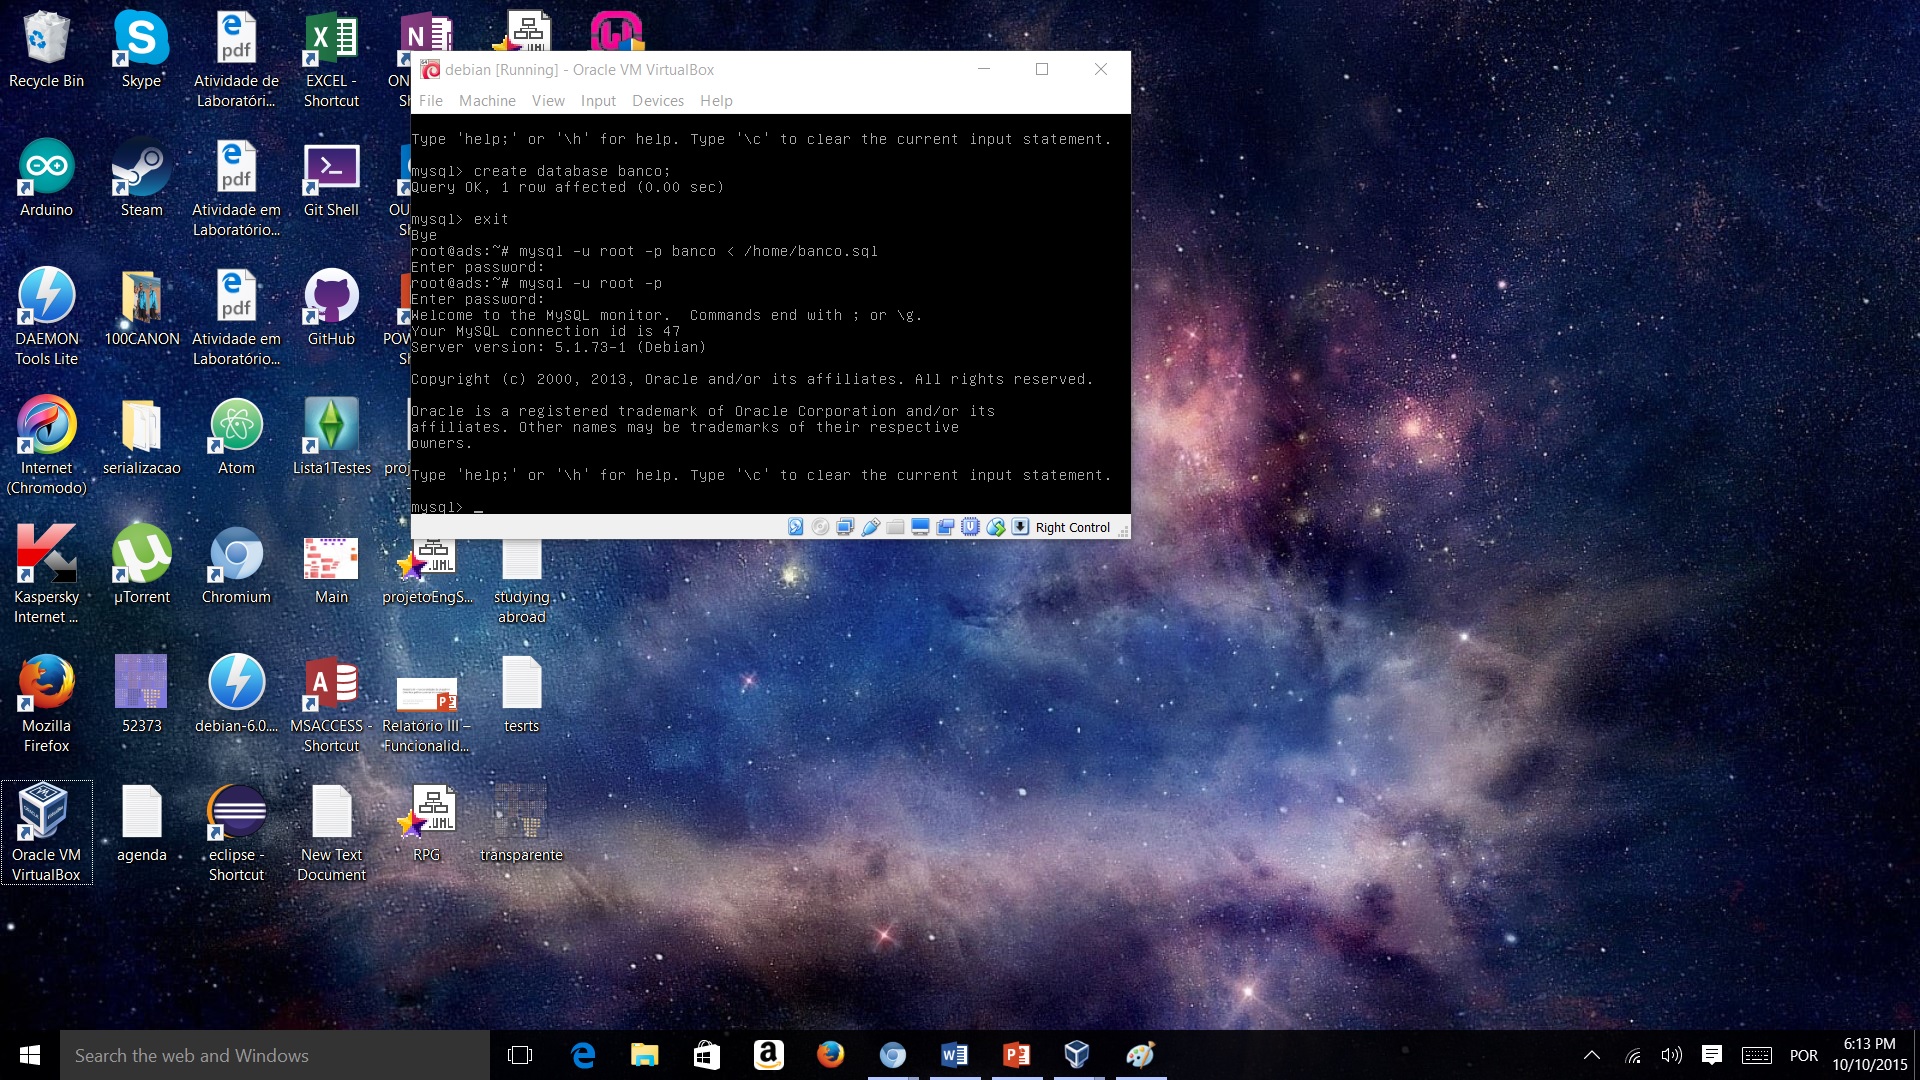 Recycle Bin
Skype
Atividade de
Laboratóri...
EXCEL -
Shortcut
debian [Running] - Oracle VM VirtualBox
File Machine View Input Devices Help
Type 'help;' or '\h' for help. Type '\c' to clear the current input statement.
mysql> create database banco;
Query OK, 1 row affected (0.00 sec)
mysql> exit
Bye
root@ads:~# mysql -u root -p banco < /home/banco.sql
Enter password:
root@ads:~# mysql -u root -p
Enter password:
Welcome to the MySQL monitor.  Commands end with ; or \g.
Your MySQL connection id is 47
Server version: 5.1.73-1 (Debian)
Copyright (c) 2000, 2013, Oracle and/or its affiliates. All rights reserved.
Oracle is a registered trademark of Oracle Corporation and/or its
affiliates. Other names may be trademarks of their respective
owners.
Type 'help;' or '\h' for help. Type '\c' to clear the current input statement.
mysql> _
Right Control
Arduino
Steam
Atividade em
Laboratório...
Git Shell
DAEMON
Tools Lite
100CANON
Atividade em
Laboratório...
GitHub
Internet
(Chromodo)
serializacao
Atom
Lista1Testes
Kaspersky
Internet ...
µTorrent
Chromium
Main
projetoEngS...
studying
abroad
Mozilla
Firefox
52373
debian-6.0....
MSACCESS -
Shortcut
Relatório III –
Funcionalid...
tesrts
Oracle VM
VirtualBox
agenda
eclipse -
Shortcut
New Text
Document
RPG
transparente
Search the web and Windows
POR
6:13 PM
10/10/2015